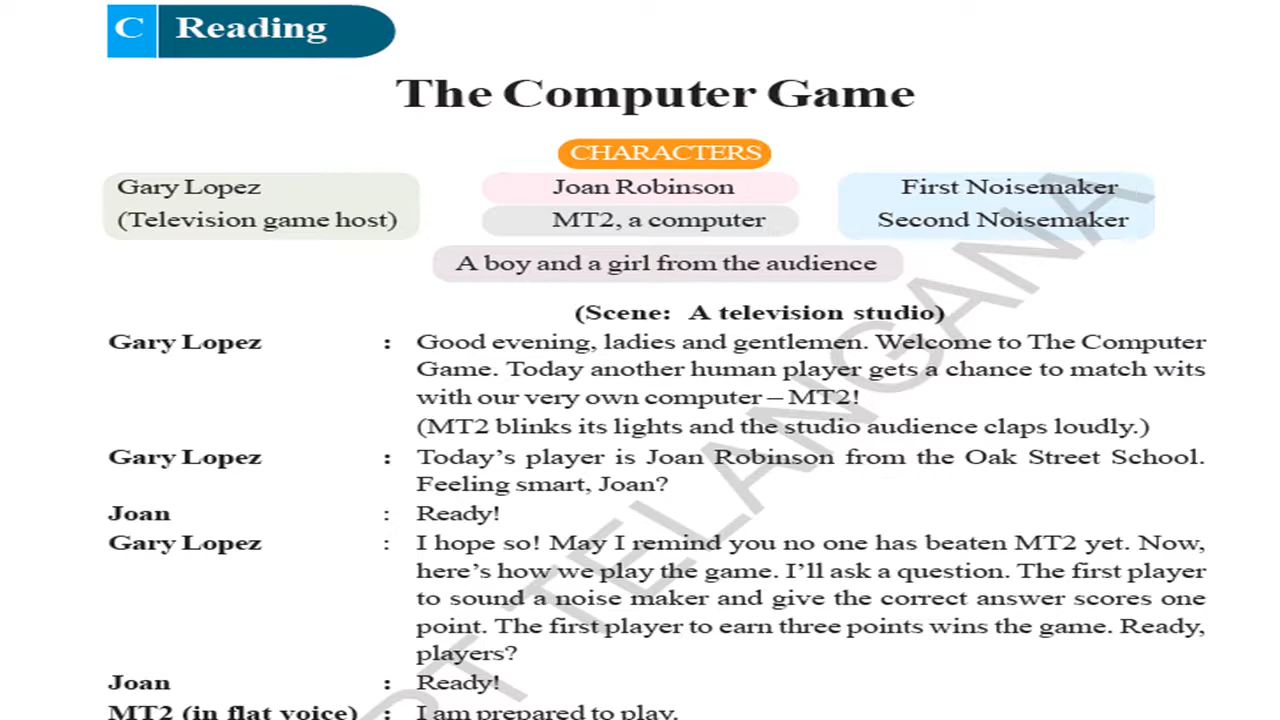 C Reading
The Computer Game
CHARACTERS
Gary Lopez Joan Robinson First Noisemaker
(Television game host) MT2, a computer Second Noisemaker
A boy and a girl from the audience
(Scene: A television studio)
Gary Lopez : Good evening, ladies and gentlemen. Welcome to The Computer
Game. Today another human player gets a chance to match wits
with our very own computer – MT2!
(MT2 blinks its lights and the studio audience claps loudly.)
Gary Lopez : Today's player is Joan Robinson from the Oak Street School.
Feeling smart, Joan?
Joan : Ready!
Gary Lopez : I hope so! May I remind you no one has beaten MT2 yet. Now,
here's how we play the game. I'll ask a question. The first player
to sound a noise maker and give the correct answer scores one
point. The first player to earn three points wins the game. Ready,
players?
Joan : Ready!
MT2 (in flat voice) : I am prepared to play.
RT TELANGANA